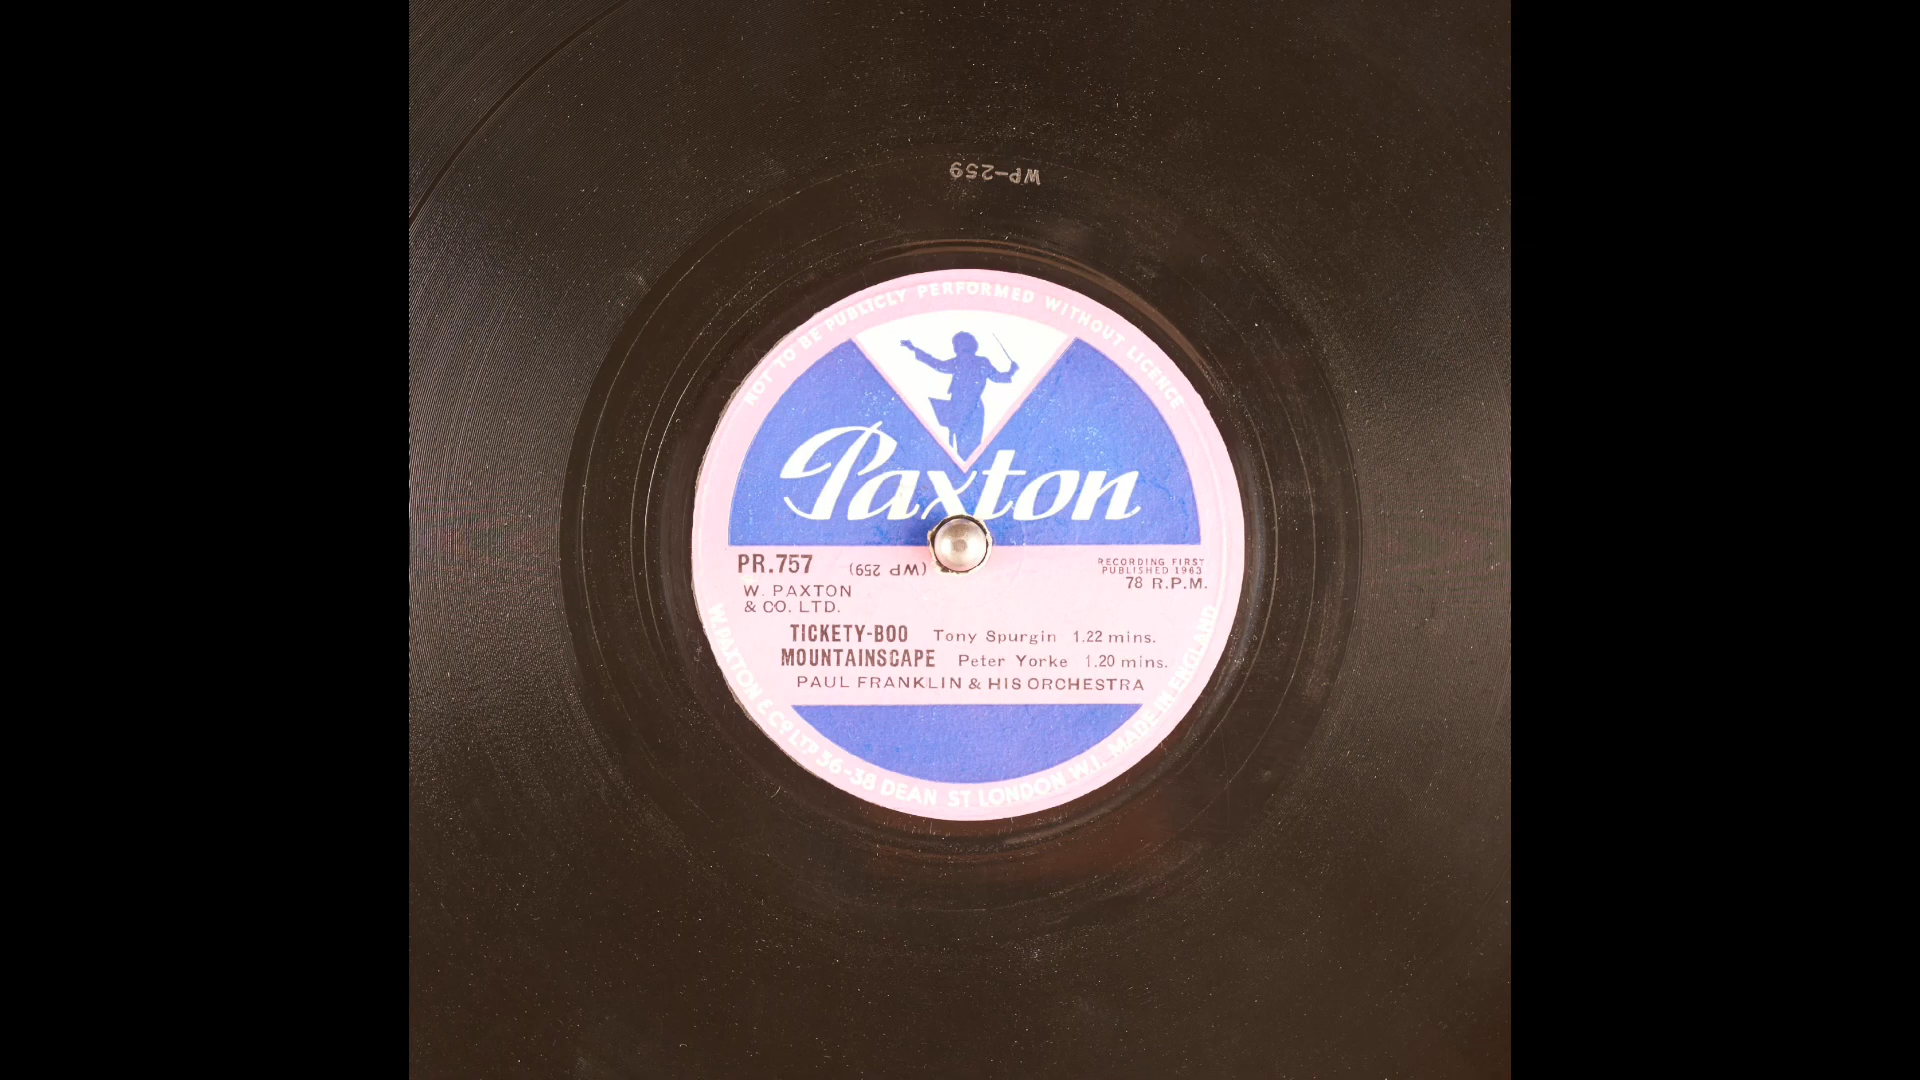 WP-259
NOT TO BE PUBLICLY PERFORMED WITHOUT LICENCE
Paxton
PR.757
(WP 259)
RECORDING FIRST
PUBLISHED 1963
78 R.P.M.
W. PAXTON
& CO. LTD.
TICKETY-BOO Tony Spurgin 1.22 mins.
MOUNTAINSCAPE Peter Yorke 1.20 mins.
PAUL FRANKLIN & HIS ORCHESTRA
W. PAXTON & CO LTD 36-38 DEAN ST LONDON W.1. MADE IN ENGLAND